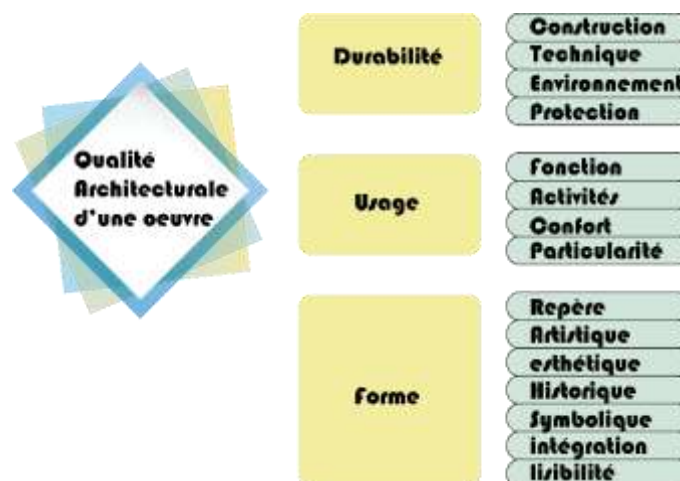 Qualité
Architecturale
d'une oeuvre
Durabilité
Construction
Technique
Environnement
Protection
Usage
Fonction
Activités
Confort
Particularité
Forme
Repère
Artistique
esthétique
Historique
Symbolique
intégration
lisibilité